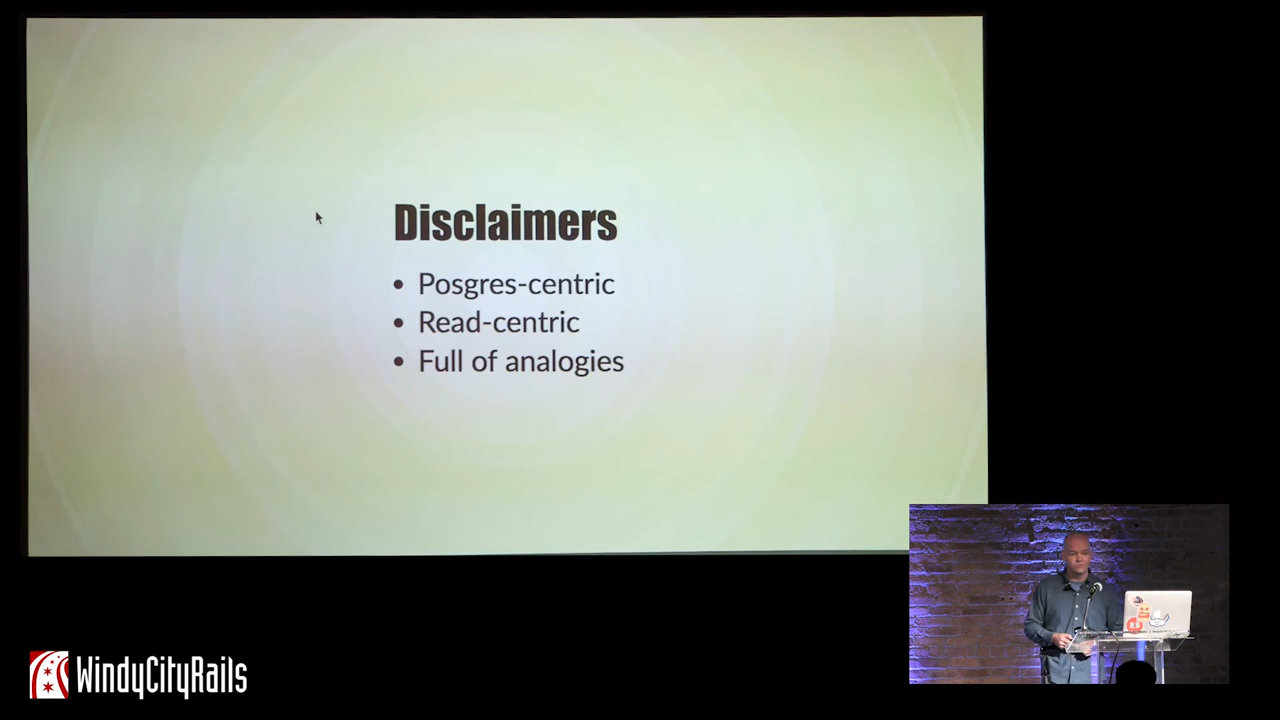 Disclaimers
• Posgres-centric
• Read-centric
• Full of analogies
WindyCityRails